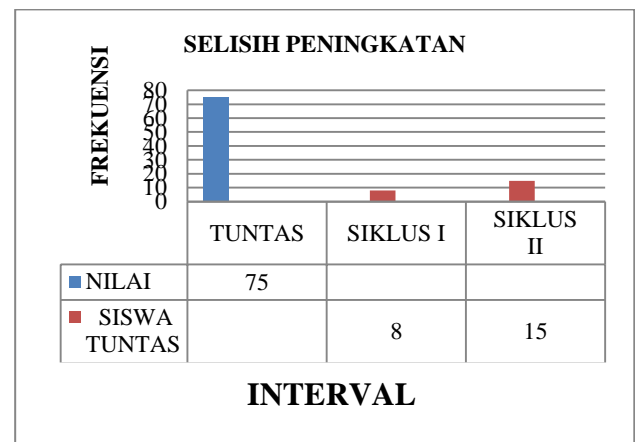 SELISIH PENINGKATAN
FREKUENSI
80
70
60
50
40
30
20
10
0
TUNTAS SIKLUS I SIKLUS
II
NILAI 75
SISWA
TUNTAS 8 15
INTERVAL